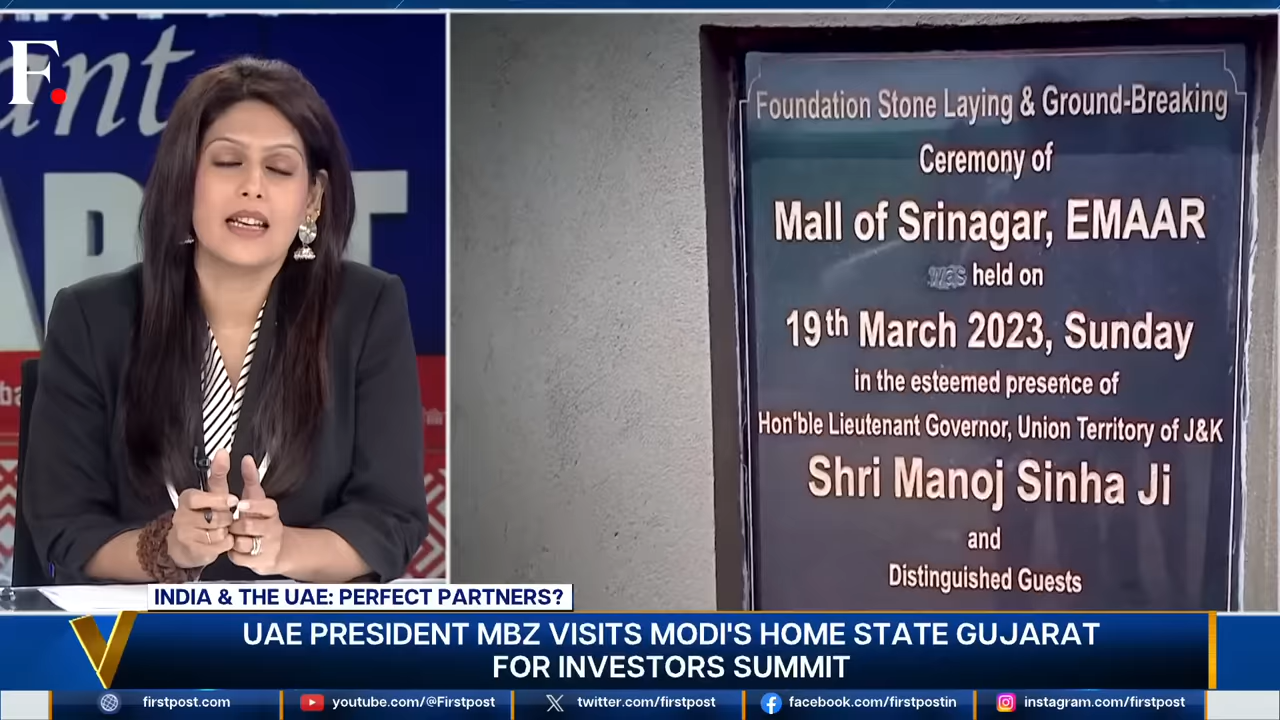 F.
ant
Foundation Stone Laying & Ground-Breaking
Ceremony of
Mall of Srinagar, EMAAR
was held on
19th March 2023, Sunday
in the esteemed presence of
Hon'ble Lieutenant Governor, Union Territory of J&K
Shri Manoj Sinha Ji
and
Distinguished Guests
INDIA & THE UAE: PERFECT PARTNERS?
V
UAE PRESIDENT MBZ VISITS MODI'S HOME STATE GUJARAT
FOR INVESTORS SUMMIT
firstpost.com
youtube.com/@Firstpost
twitter.com/firstpost
facebook.com/firstpostin
instagram.com/firstpost